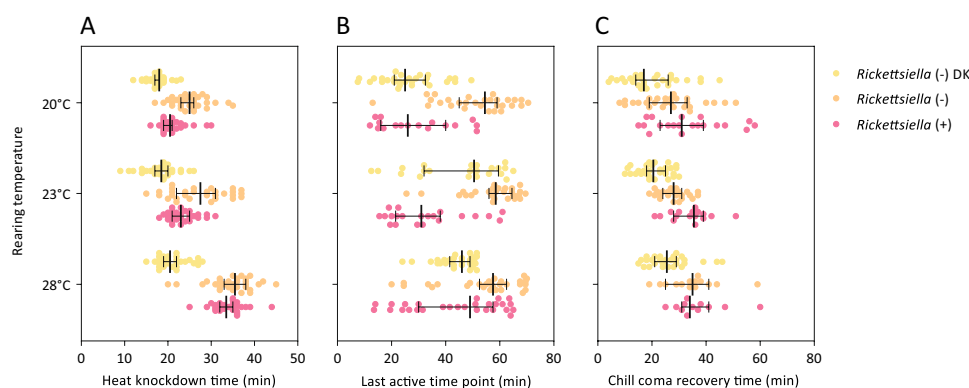 A
B
C
Rickettsiella (-) DK
Rickettsiella (-)
Rickettsiella (+)
Rearing temperature
20°C
23°C
28°C
0 10 20 30 40 50
0 20 40 60 80
0 20 40 60 80
Heat knockdown time (min)
Last active time point (min)
Chill coma recovery time (min)